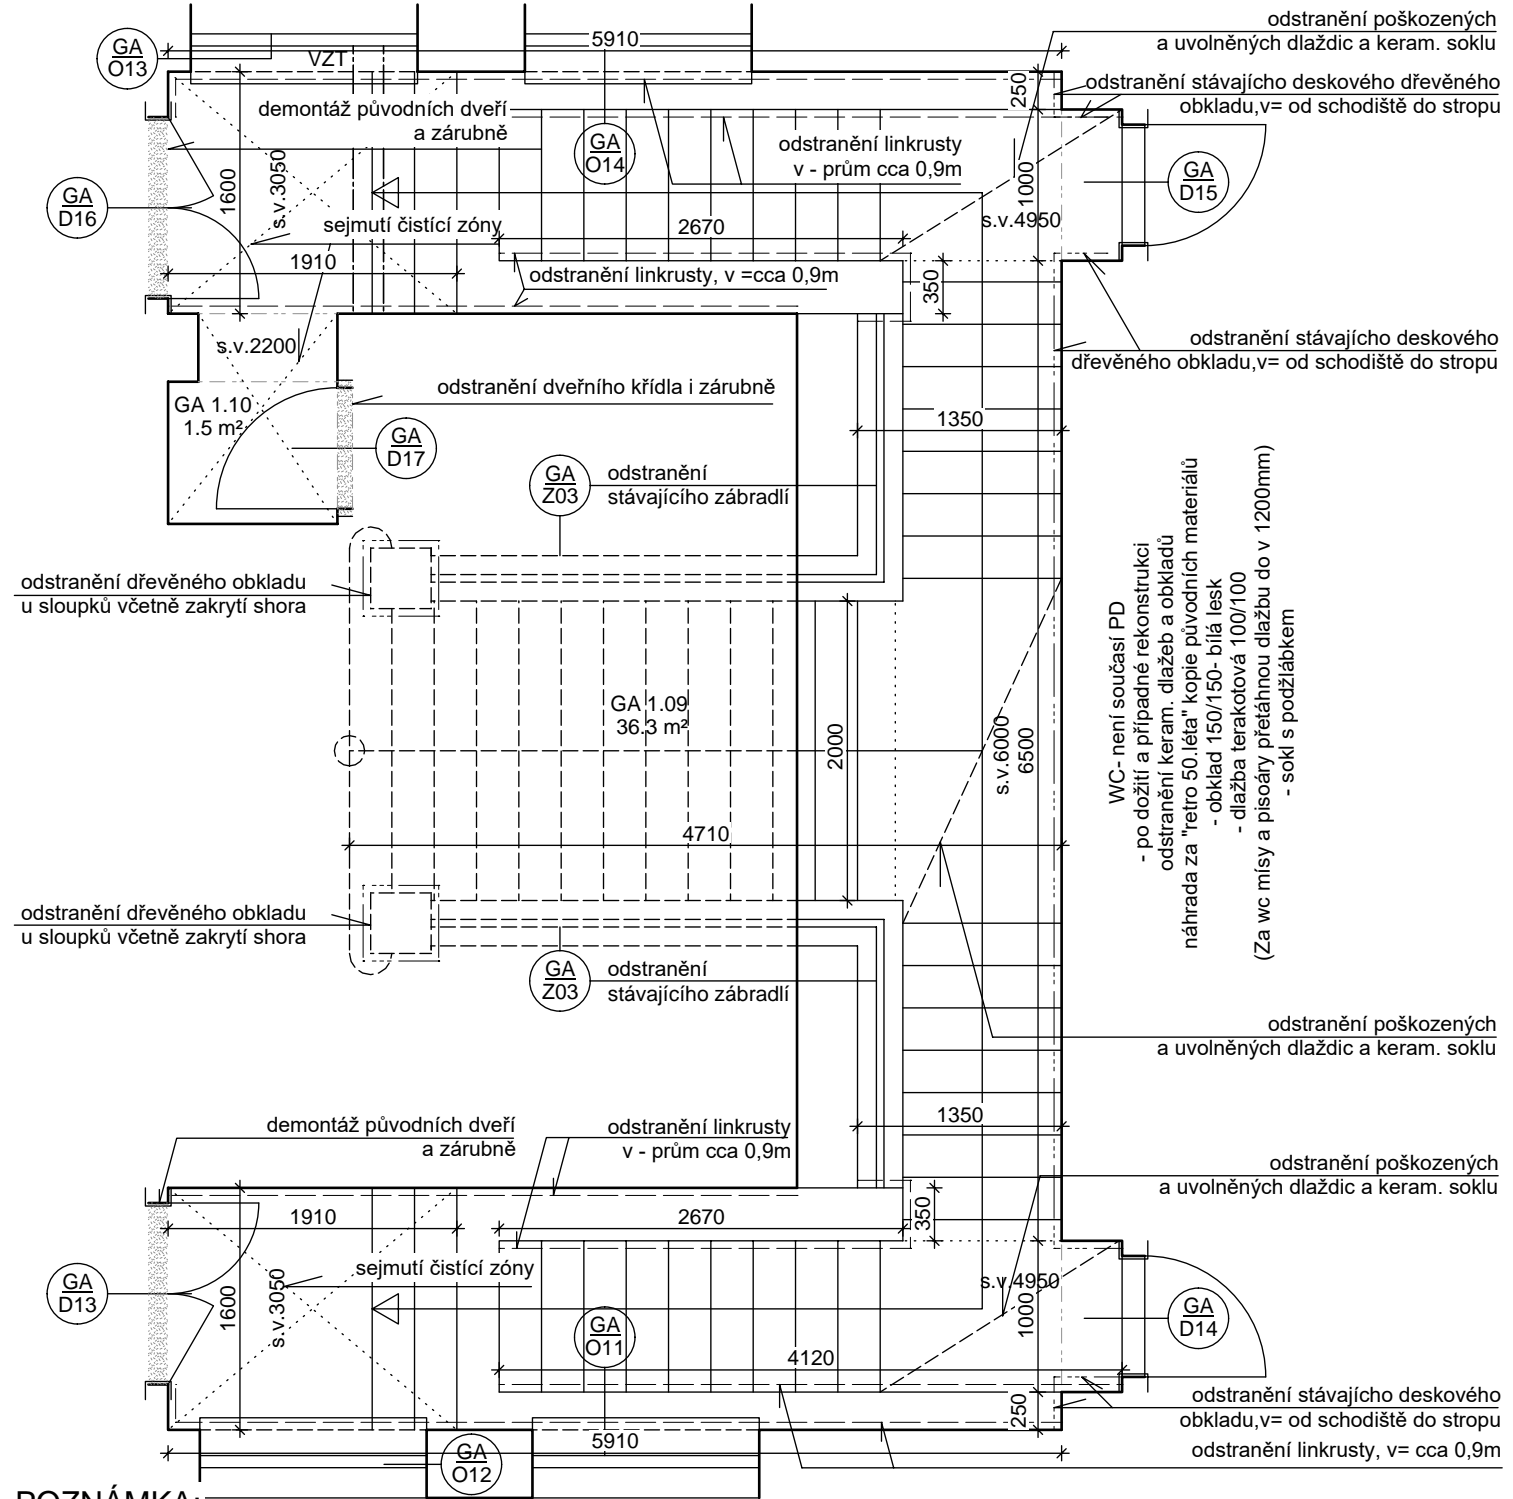 odstranění poškozených
a uvolněných dlaždic a keram. soklu
GA
O13
VZT
5910
250
odstranění stávajícho deskového dřevěného
obkladu,v= od schodiště do stropu
demontáž původních dveří
a zárubně
GA
O14
odstranění linkrusty
v - prům cca 0,9m
GA
D16
1600
s.v.3050
1000
GA
D15
sejmutí čistící zóny
2670
s.v.4950
1910
odstranění linkrusty, v =cca 0,9m
350
s.v.2200
odstranění stávajícho deskového
dřevěného obkladu,v= od schodiště do stropu
odstranění dveřního křídla i zárubně
GA 1.10
1.5 m²
1350
GA
D17
GA
Z03
odstranění
stávajícího zábradlí
WC- není současí PD
- po dožití a případné rekonstrukci
odstranění keram. dlažeb a obkladů
náhrada za "retro 50.léta" kopie původních materiálů
- obklad 150/150- bílá lesk
- dlažba terakotová 100/100
(Za wc mísy a pisoáry přetáhnou dlažbu do v 1200mm)
- sokl s podžlábkem
odstranění dřevěného obkladu
u sloupků včetně zakrytí shora
GA 1.09
36.3 m²
2000
s.v.6000
6500
4710
odstranění dřevěného obkladu
u sloupků včetně zakrytí shora
GA
Z03
odstranění
stávajícího zábradlí
odstranění poškozených
a uvolněných dlaždic a keram. soklu
1350
demontáž původních dveří
a zárubně
odstranění linkrusty
v - prům cca 0,9m
odstranění poškozených
a uvolněných dlaždic a keram. soklu
1910
2670
350
sejmutí čistící zóny
GA
D13
1600
s.v.3050
s.v.4950
1000
GA
D14
GA
O11
4120
250
odstranění stávajícho deskového
obkladu,v= od schodiště do stropu
5910
GA
O12
odstranění linkrusty, v= cca 0,9m
POZNÁMKA: